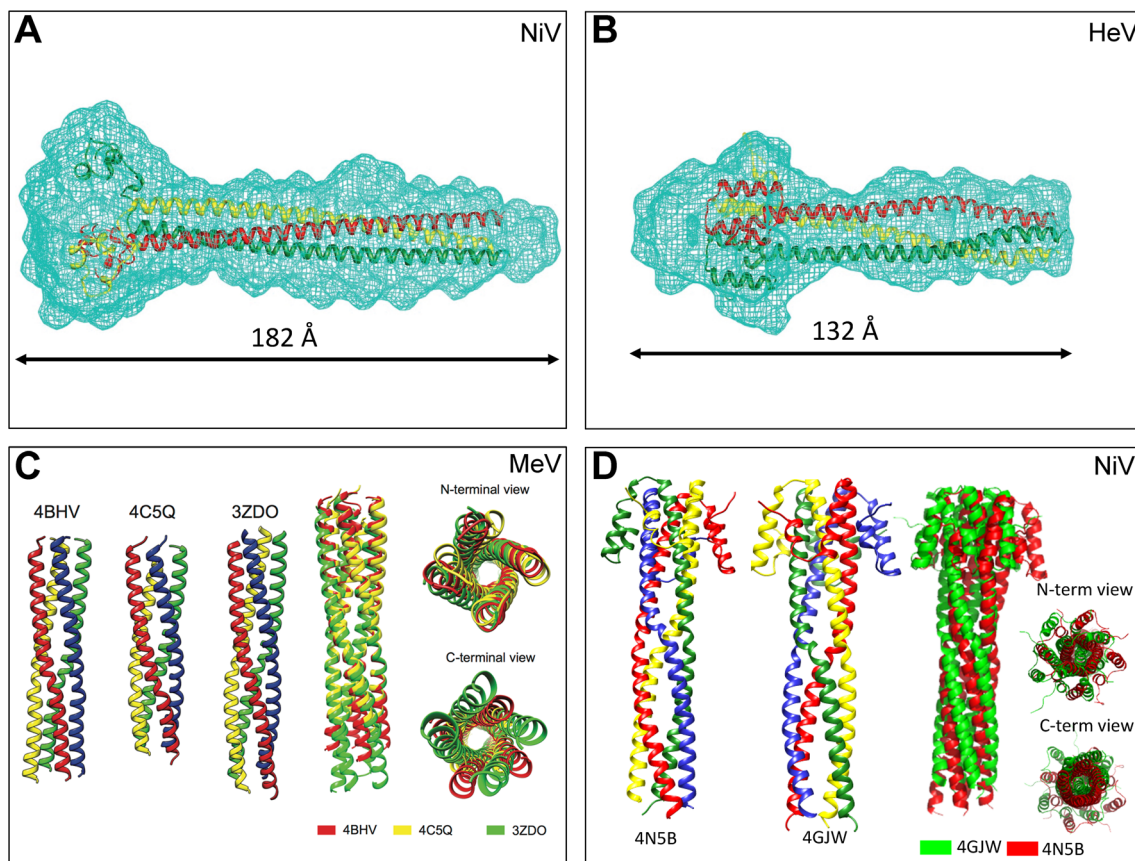 A
NiV
182 Å
B
HeV
132 Å
C
MeV
4BHV
4C5Q
3ZDO
N-terminal view
C-terminal view
4BHV
4C5Q
3ZDO
D
NiV
4N5B
4GJW
N-term view
C-term view
4GJW
4N5B